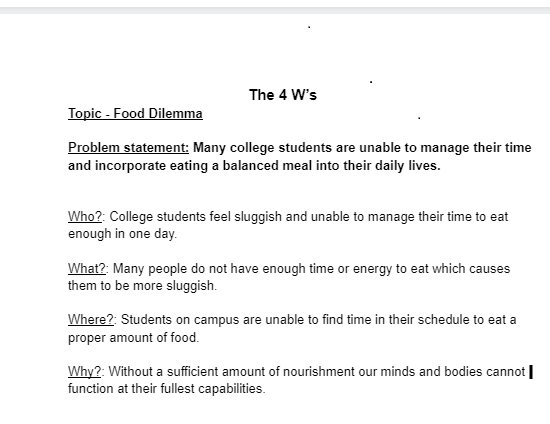 The 4 W's
Topic - Food Dilemma
Problem statement: Many college students are unable to manage their time
and incorporate eating a balanced meal into their daily lives.
Who?: College students feel sluggish and unable to manage their time to eat
enough in one day.
What?: Many people do not have enough time or energy to eat which causes
them to be more sluggish.
Where?: Students on campus are unable to find time in their schedule to eat a
proper amount of food.
Why?: Without a sufficient amount of nourishment our minds and bodies cannot
function at their fullest capabilities.